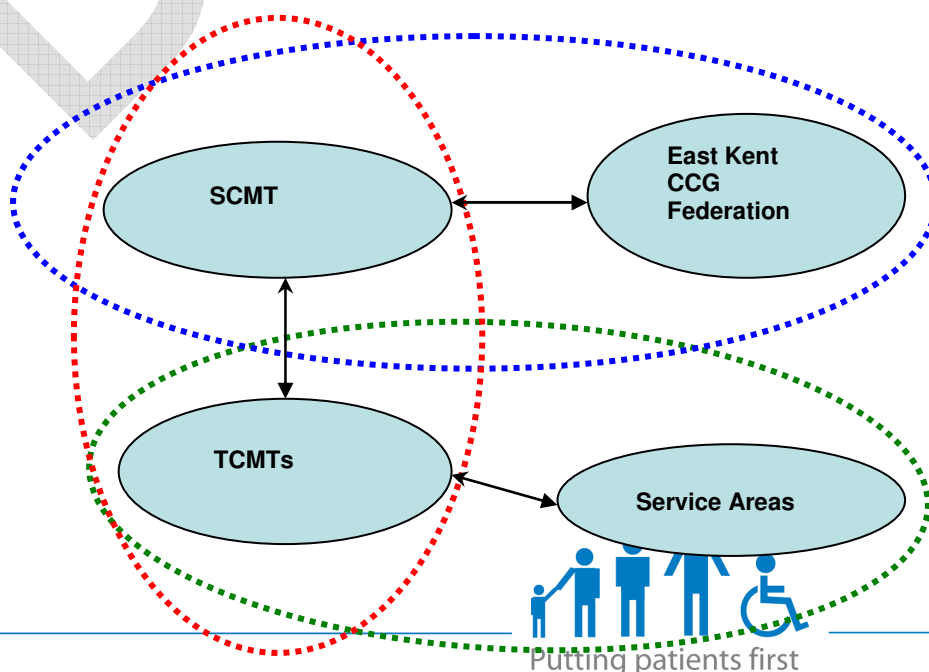 SCMT
East Kent
CCG
Federation
TCMTs
Service Areas
Putting patients first